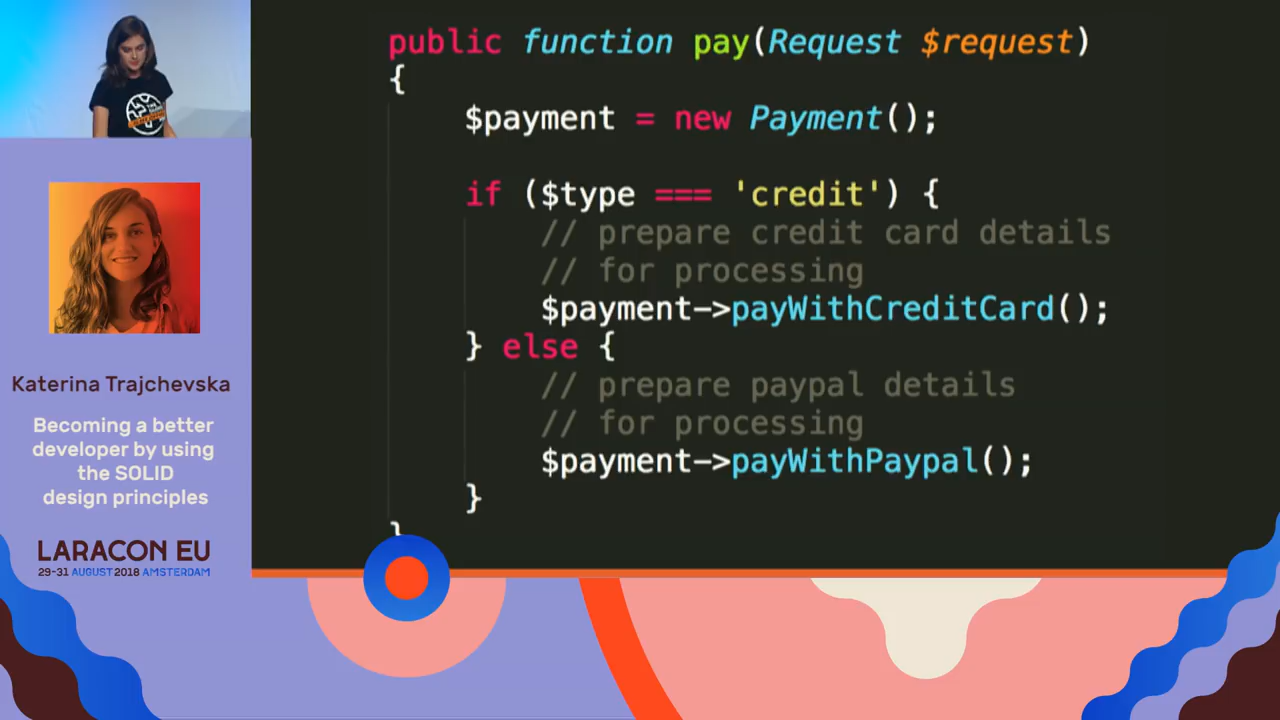 public function pay(Request $request)
{
$payment = new Payment();
if ($type === 'credit') {
// prepare credit card details
// for processing
$payment->payWithCreditCard();
} else {
// prepare paypal details
// for processing
$payment->payWithPaypal();
}
}
Katerina Trajchevska
Becoming a better
developer by using
the SOLID
design principles
LARACON EU
29-31 AUGUST 2018 AMSTERDAM